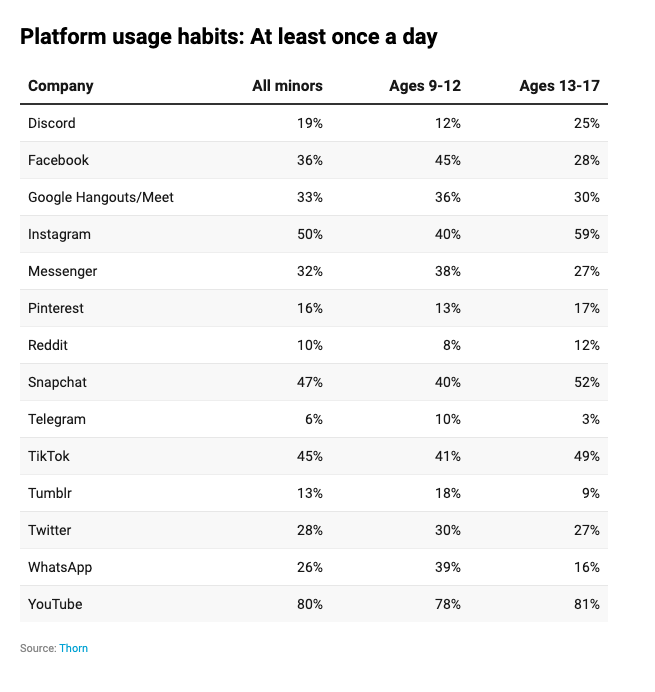 Platform usage habits: At least once a day
Company All minors Ages 9-12 Ages 13-17
Discord 19% 12% 25%
Facebook 36% 45% 28%
Google Hangouts/Meet 33% 36% 30%
Instagram 50% 40% 59%
Messenger 32% 38% 27%
Pinterest 16% 13% 17%
Reddit 10% 8% 12%
Snapchat 47% 40% 52%
Telegram 6% 10% 3%
TikTok 45% 41% 49%
Tumblr 13% 18% 9%
Twitter 28% 30% 27%
WhatsApp 26% 39% 16%
YouTube 80% 78% 81%
Source: Thorn